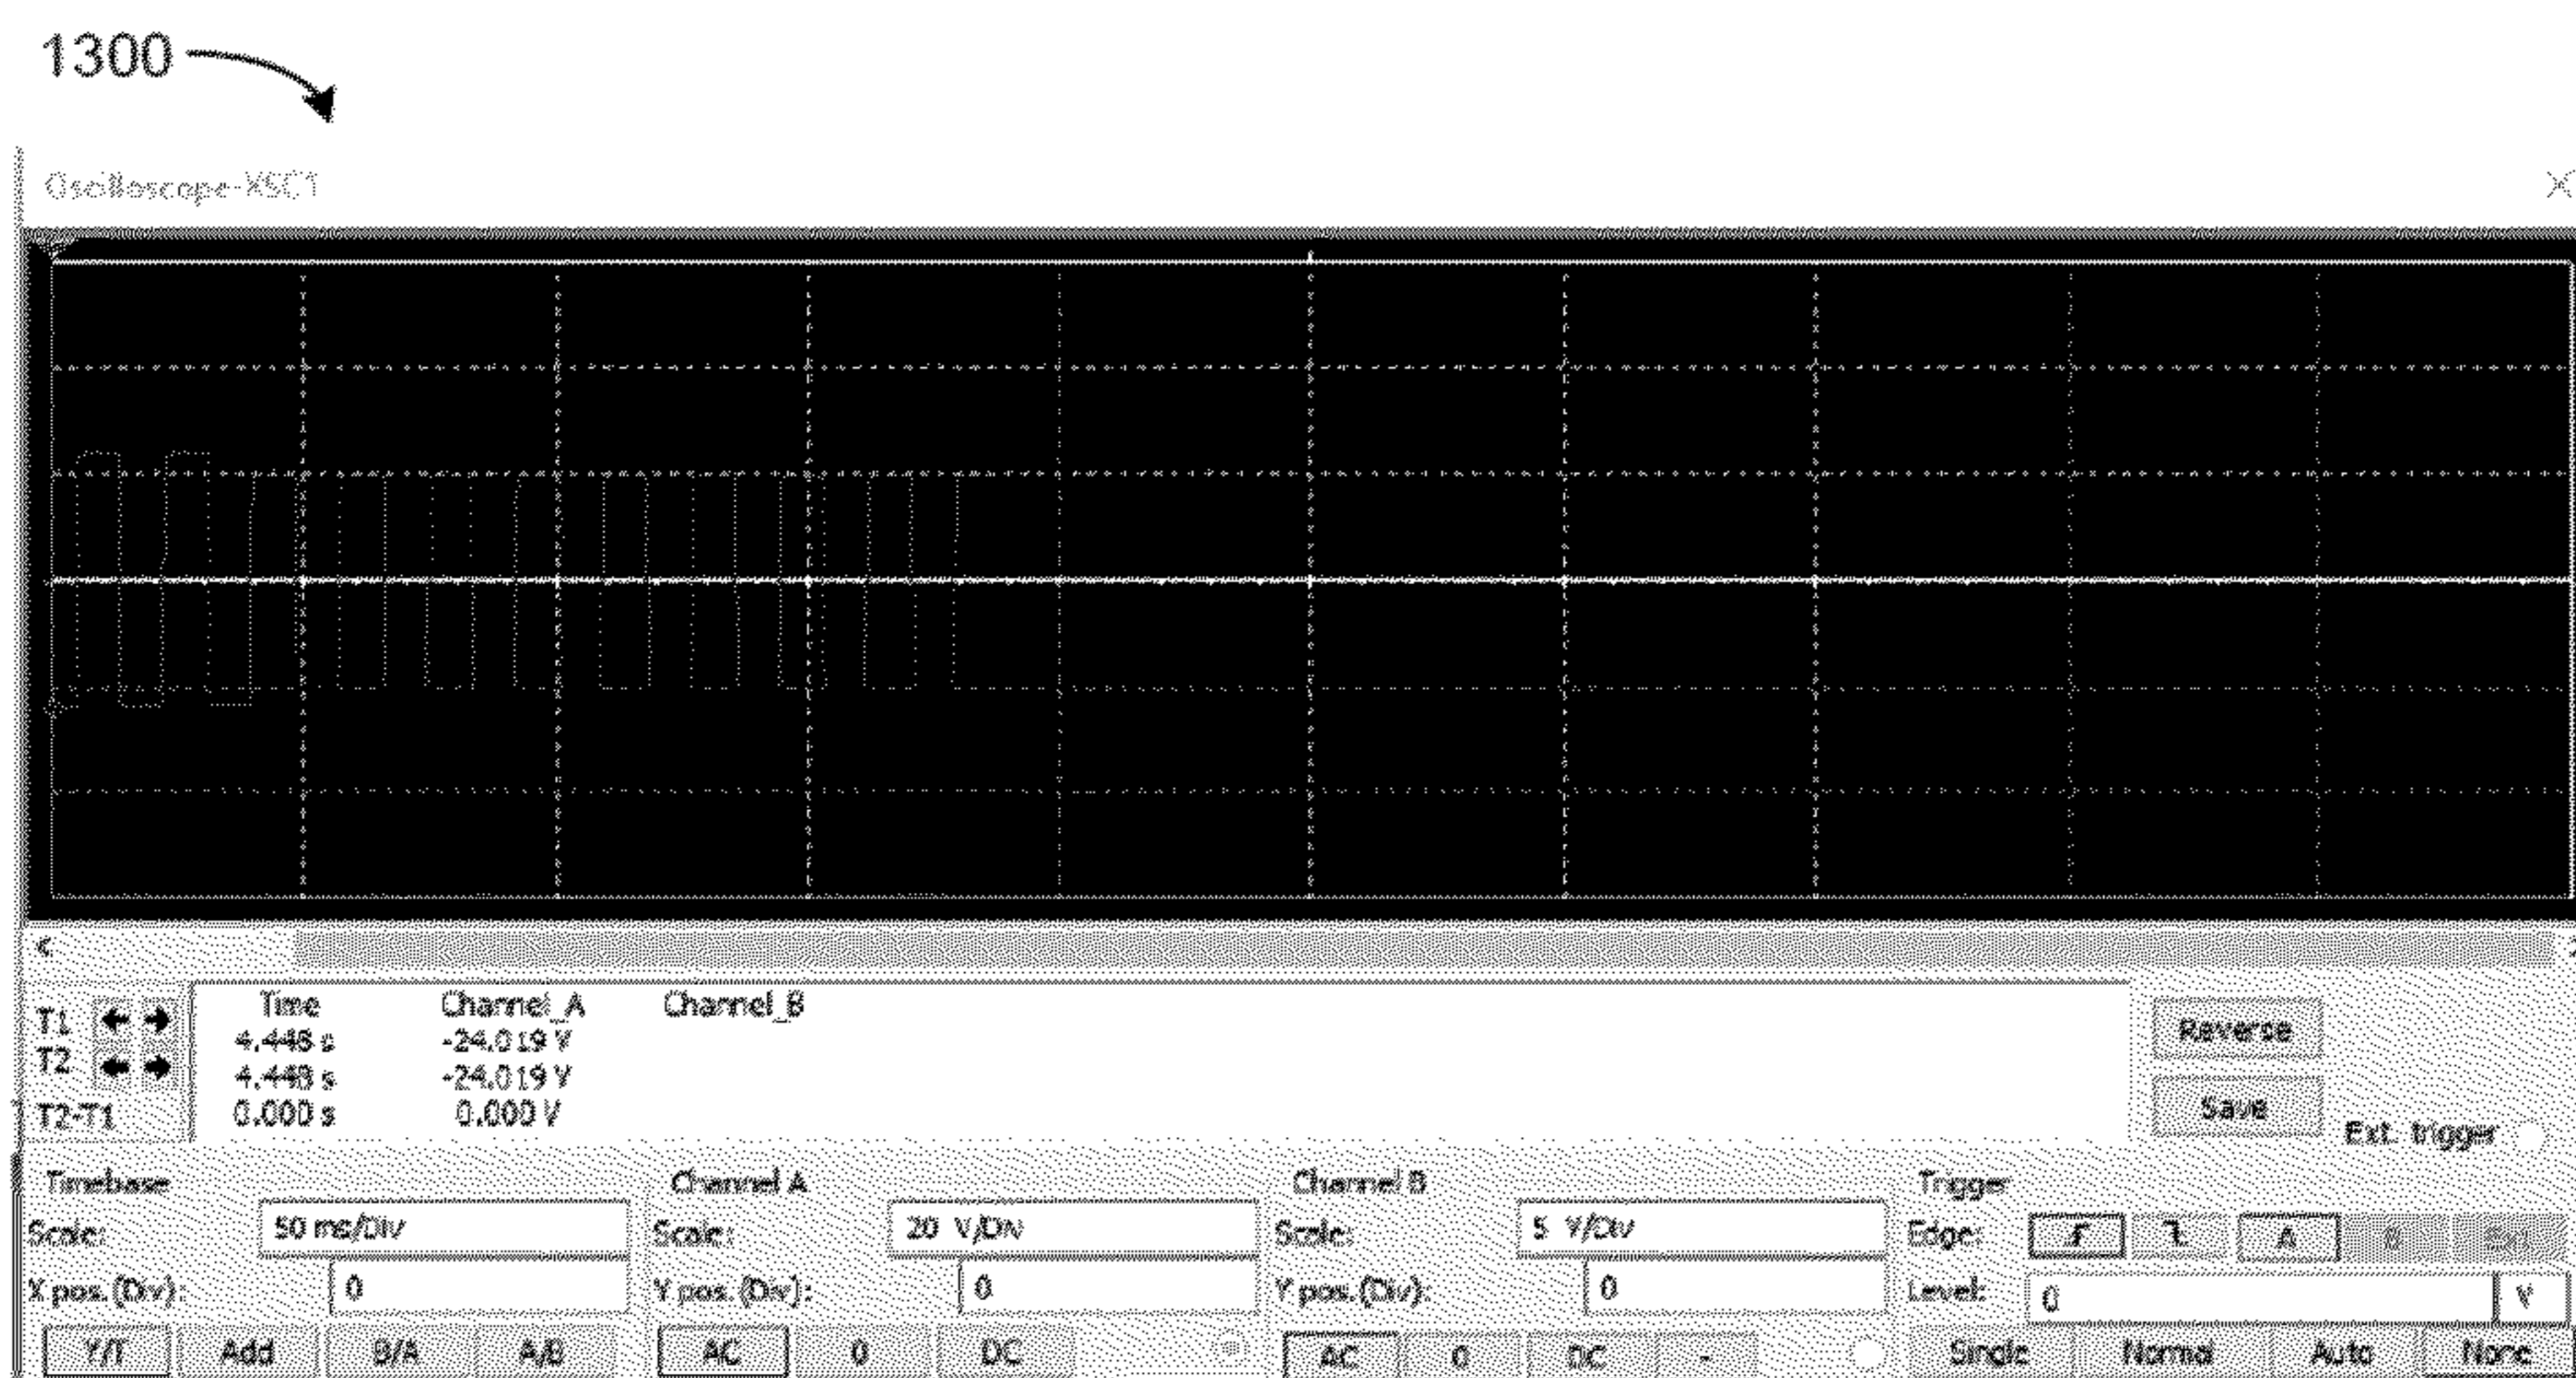 1300
Oscilloscope-XSC1
Time Channel_A Channel_B
T1 4.448 s -24.019 V
T2 4.448 s -24.019 V
T2-T1 0.000 s 0.000 V
Reverse
Save
Ext. trigger
Timebase Channel A Channel B Trigger
Scale: 50 ms/Div Scale: 20 V/Div Scale: 5 V/Div Edge: A B Ext
X pos.(Div): 0 Y pos.(Div): 0 Y pos.(Div): 0 Level: 0 V
Y/T Add B/A A/B AC 0 DC AC 0 DC - Single Normal Auto None